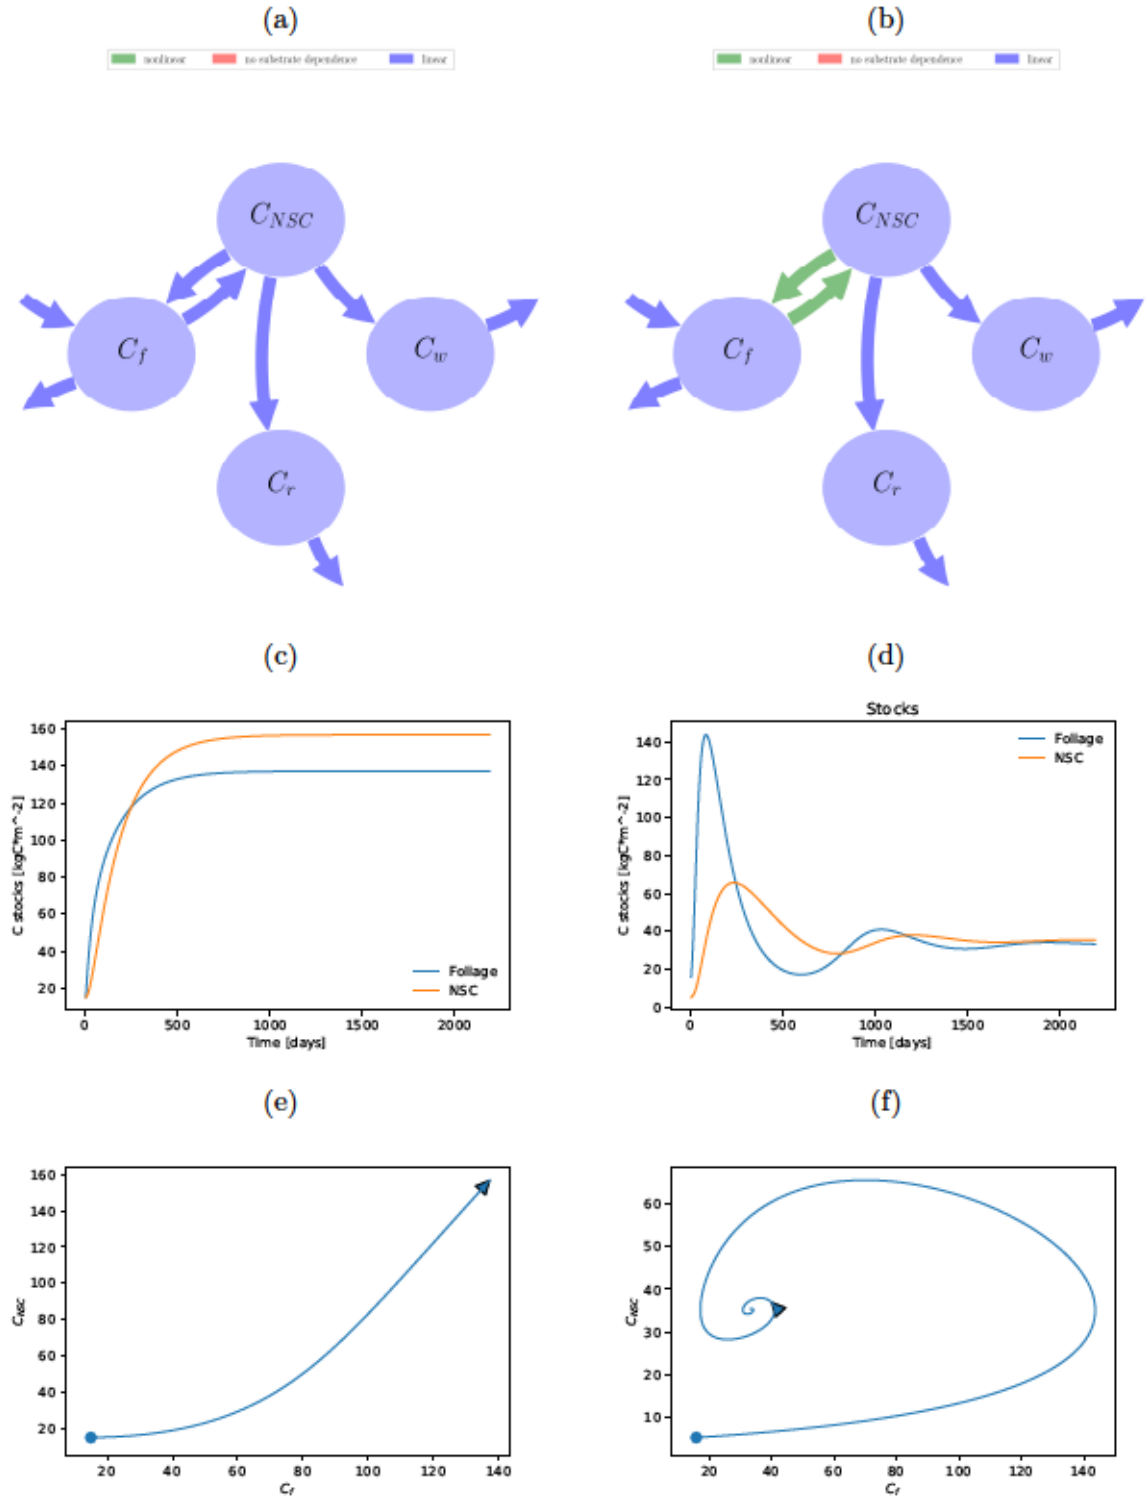 (a) (b)
nonlinear no substrate dependence linear nonlinear no substrate dependence linear
C_NSC C_NSC
C_f C_w C_f C_w
C_r C_r
(c) (d)
Stocks
160
140
120
100
80
60
40
20
C stocks [kgC*m^-2]
Foliage
NSC
0 500 1000 1500 2000
Time [days]
140
120
100
80
60
40
20
0
C stocks [kgC*m^-2]
Foliage
NSC
0 500 1000 1500 2000
Time [days]
(e) (f)
160
140
120
100
80
60
40
20
C_NSC
20 40 60 80 100 120 140
C_f
60
50
40
30
20
10
C_NSC
20 40 60 80 100 120 140
C_f